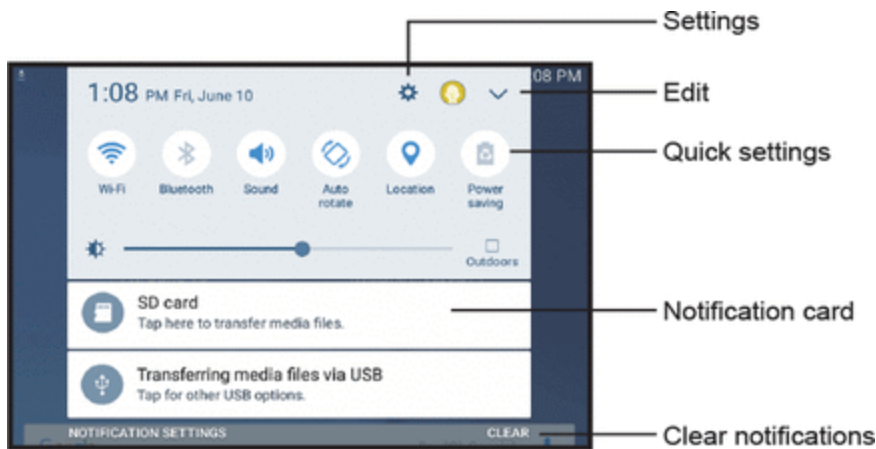 Settings
08 PM
1:08 PM Fri, June 10
Edit
Quick settings
Wi-Fi
Bluetooth
Sound
Auto
rotate
Location
Power
saving
Outdoors
SD card
Tap here to transfer media files.
Notification card
Transferring media files via USB
Tap for other USB options.
NOTIFICATION SETTINGS
CLEAR
Clear notifications